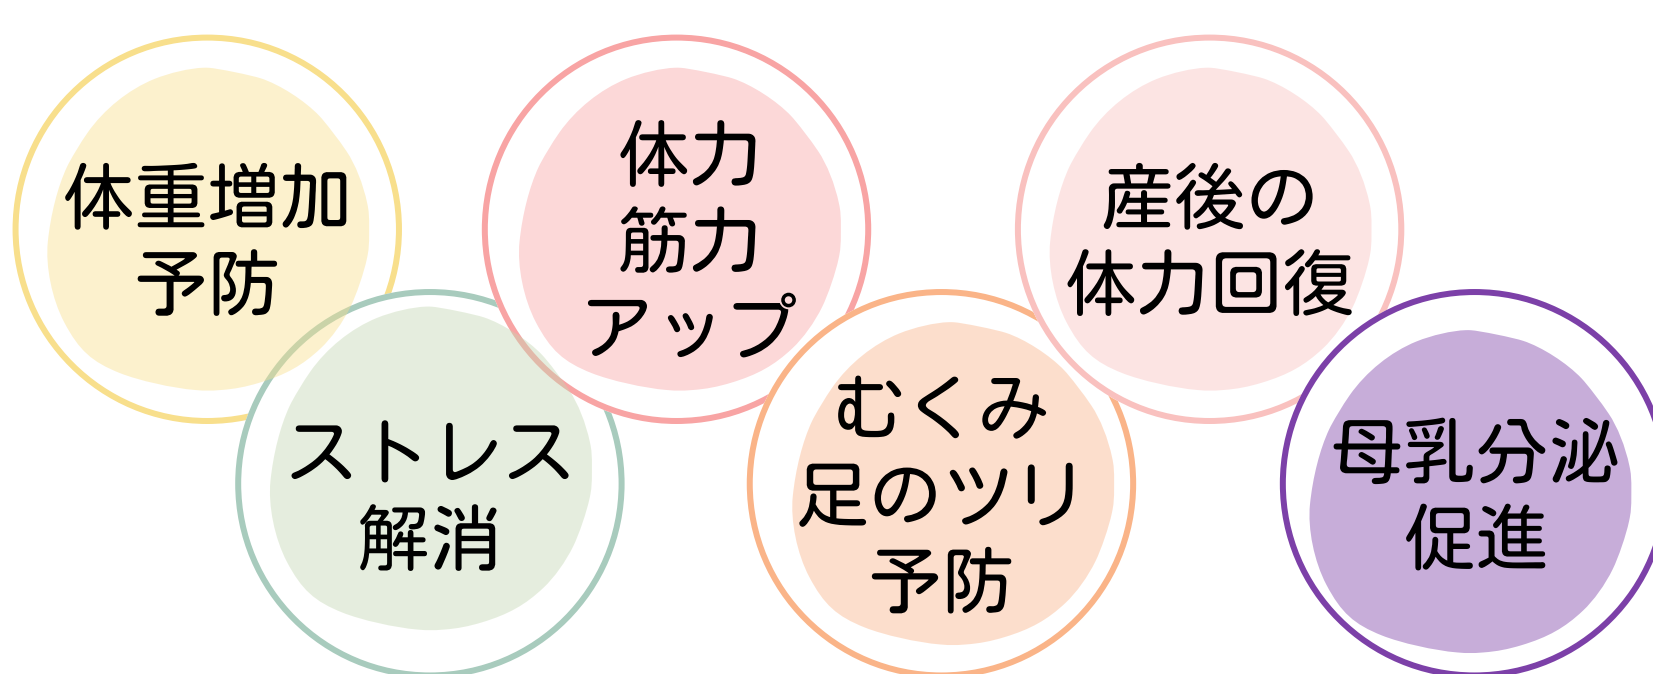 体重増加
予防
ストレス
解消
体力
筋力
アップ
むくみ
足のツリ
予防
産後の
体力回復
母乳分泌
促進